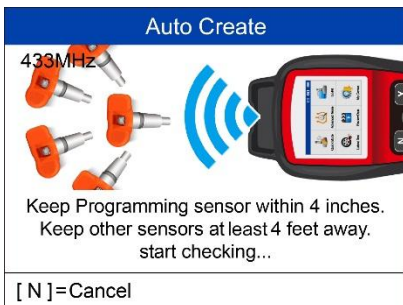 Auto Create
433MHz
Keep Programming sensor within 4 inches.
Keep other sensors at least 4 feet away.
start checking...
[ N ]=Cancel
Y
N